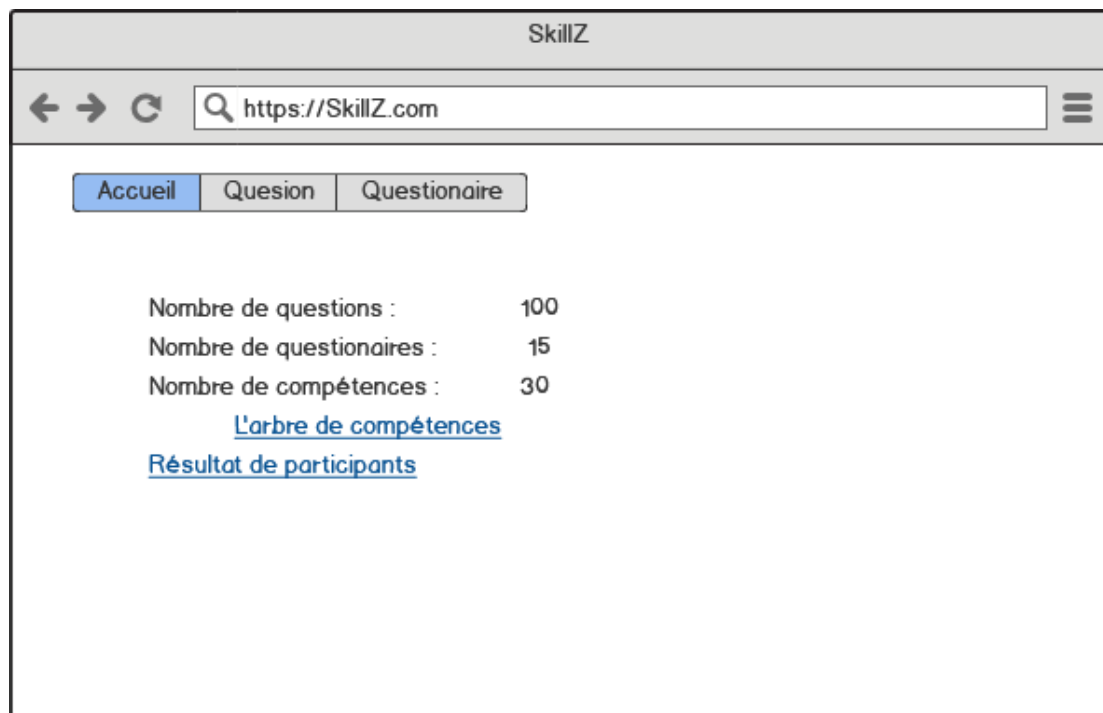 SkillZ
https://SkillZ.com
Accueil Quesion Questionaire
Nombre de questions : 100
Nombre de questionaires : 15
Nombre de compétences : 30
L'arbre de compétences
Résultat de participants